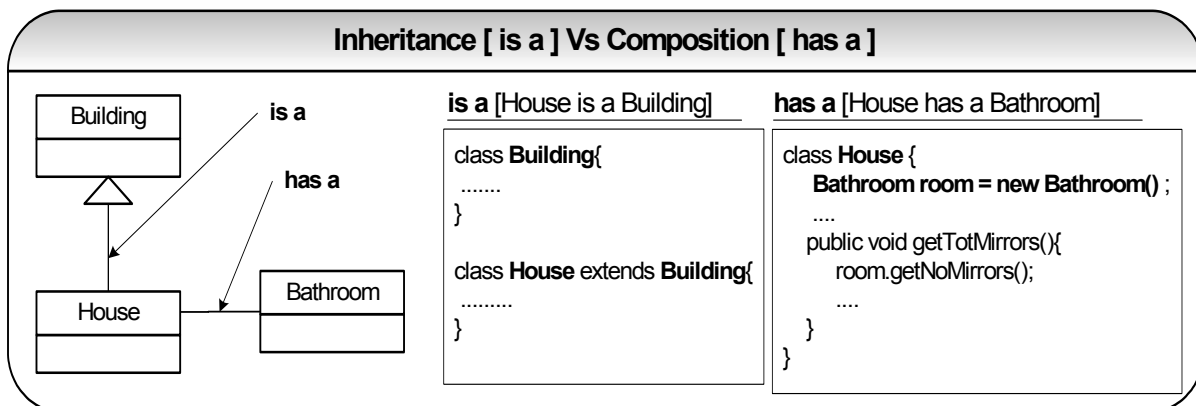 Inheritance [ is a ] Vs Composition [ has a ]
Building
is a
has a
House
Bathroom
is a [House is a Building]
class Building{
.......
}
class House extends Building{
.........
}
has a [House has a Bathroom]
class House {
Bathroom room = new Bathroom() ;
....
public void getTotMirrors(){
room.getNoMirrors();
....
}
}